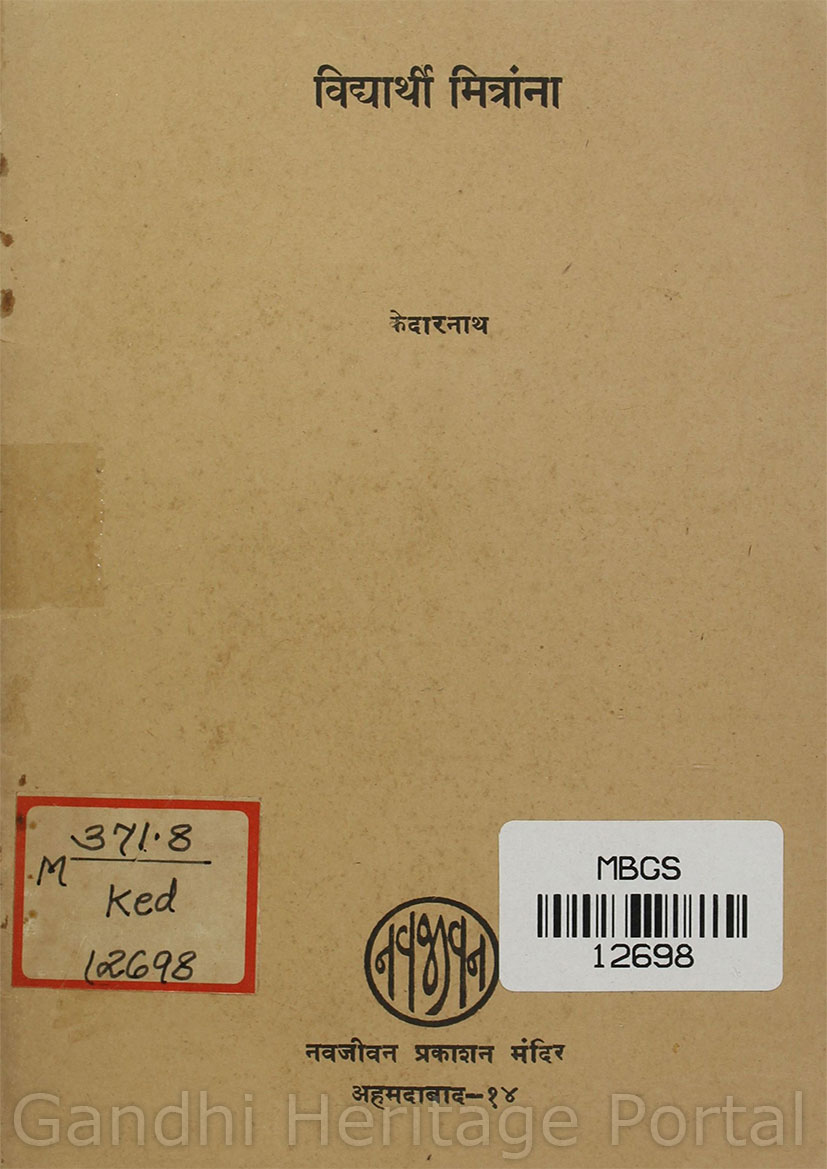 विद्यार्थी मित्रांना
केदारनाथ
371.8
M
Ked
12698
MBGS
12698
नवजीवन
नवजीवन प्रकाशन मंदिर
अहमदाबाद–१४
Gandhi Heritage Portal